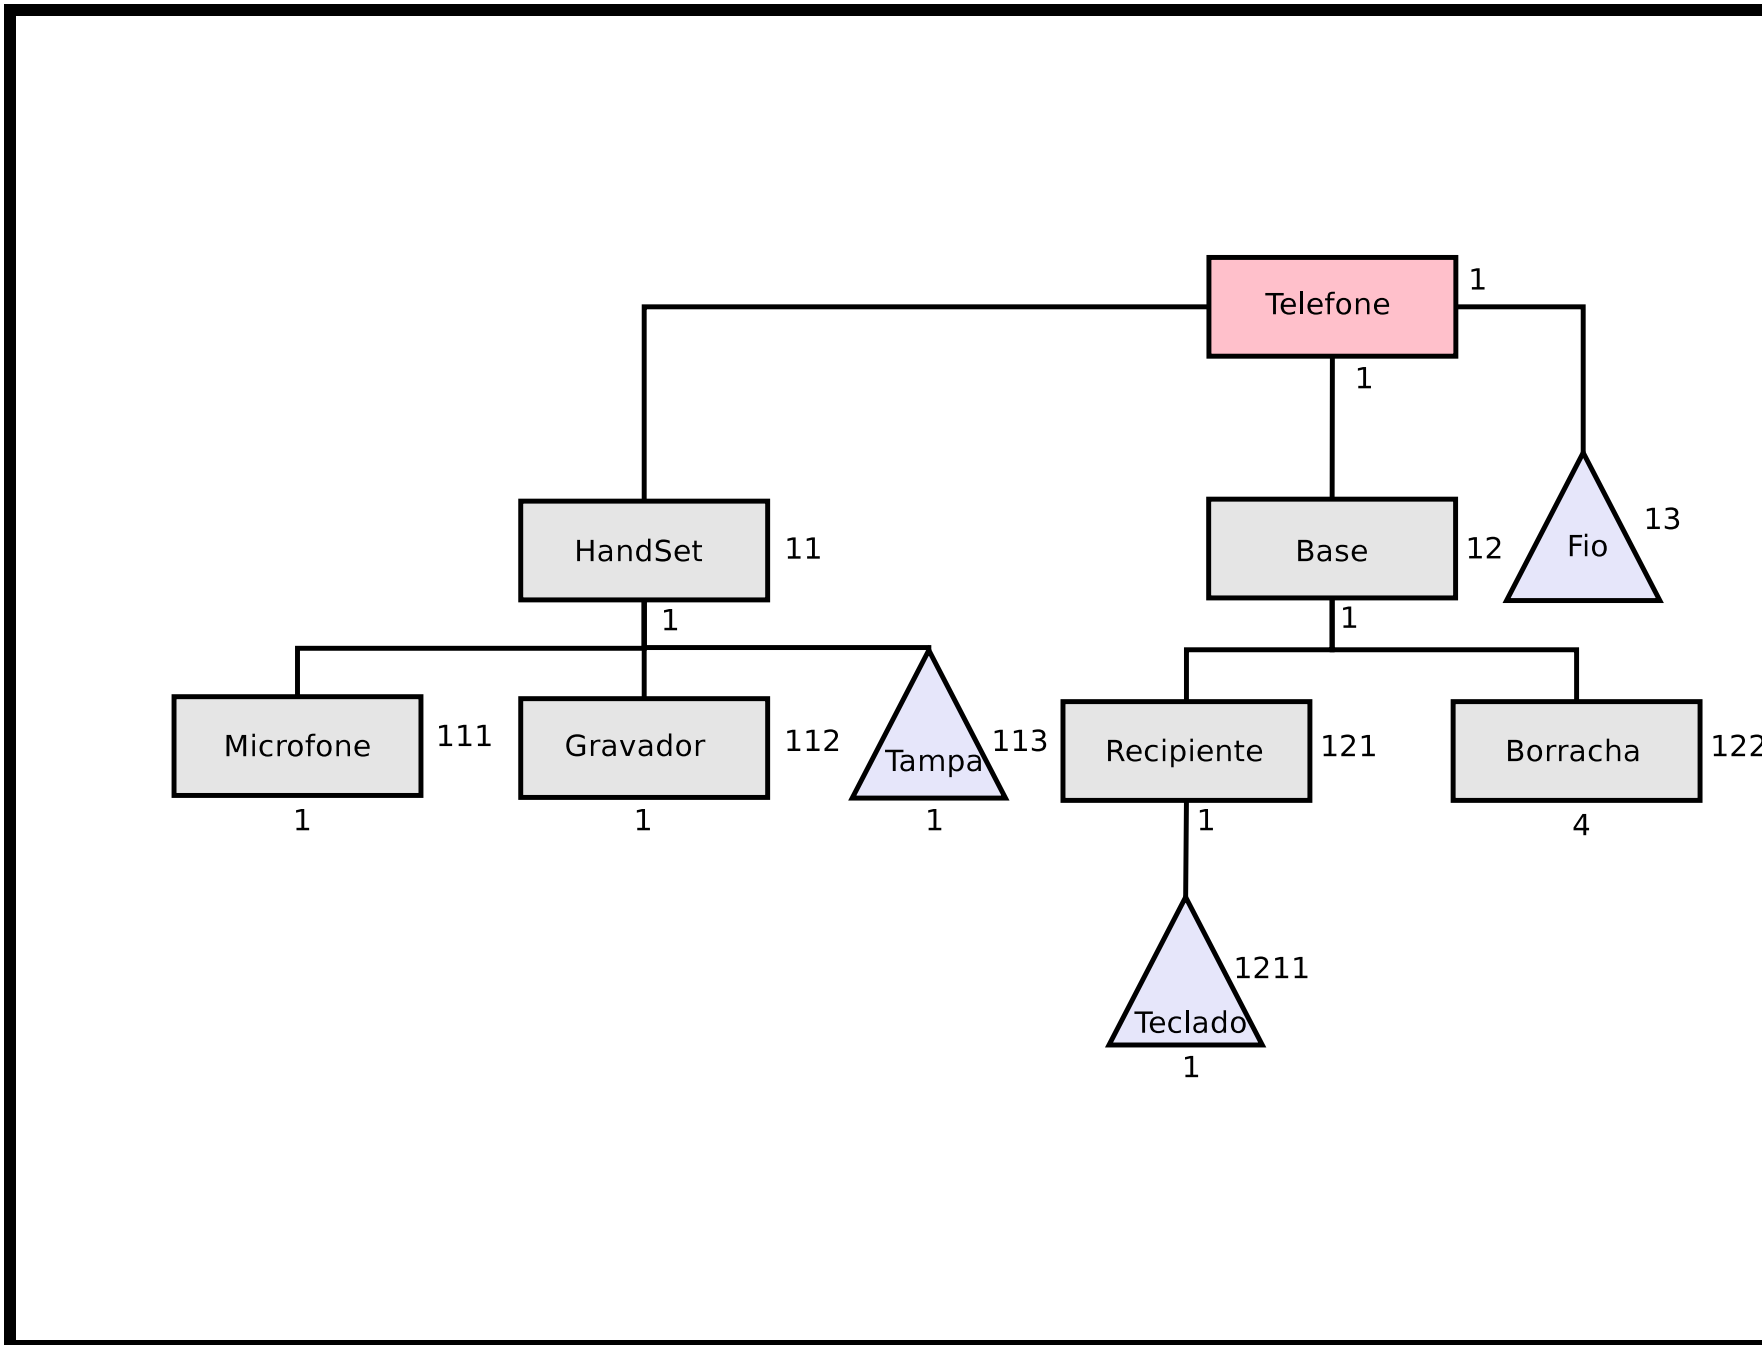 1
Telefone
1
13
Fio
HandSet
11
Base
12
1
1
Microfone
111
Gravador
112
Tampa
113
Recipiente
121
Borracha
122
1
1
1
1
4
1211
Teclado
1